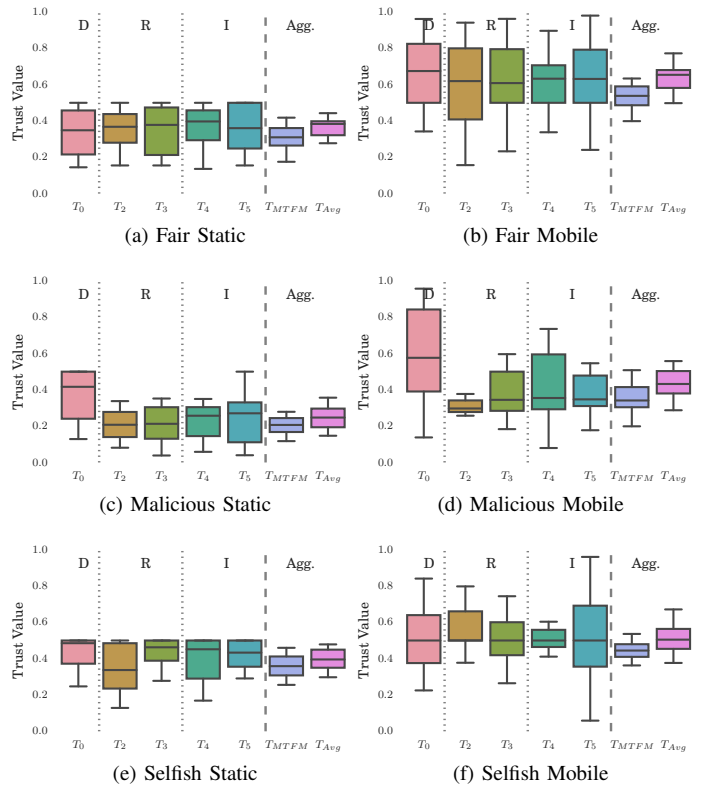 1.0
0.8
0.6
0.4
0.2
0.0
Trust Value
D R I Agg.
T0 T2 T3 T4 T5 TMTFM TAvg
(a) Fair Static
1.0
0.8
0.6
0.4
0.2
0.0
Trust Value
D R I Agg.
T0 T2 T3 T4 T5 TMTFM TAvg
(b) Fair Mobile
1.0
0.8
0.6
0.4
0.2
0.0
Trust Value
D R I Agg.
T0 T2 T3 T4 T5 TMTFM TAvg
(c) Malicious Static
1.0
0.8
0.6
0.4
0.2
0.0
Trust Value
D R I Agg.
T0 T2 T3 T4 T5 TMTFM TAvg
(d) Malicious Mobile
1.0
0.8
0.6
0.4
0.2
0.0
Trust Value
D R I Agg.
T0 T2 T3 T4 T5 TMTFM TAvg
(e) Selfish Static
1.0
0.8
0.6
0.4
0.2
0.0
Trust Value
D R I Agg.
T0 T2 T3 T4 T5 TMTFM TAvg
(f) Selfish Mobile